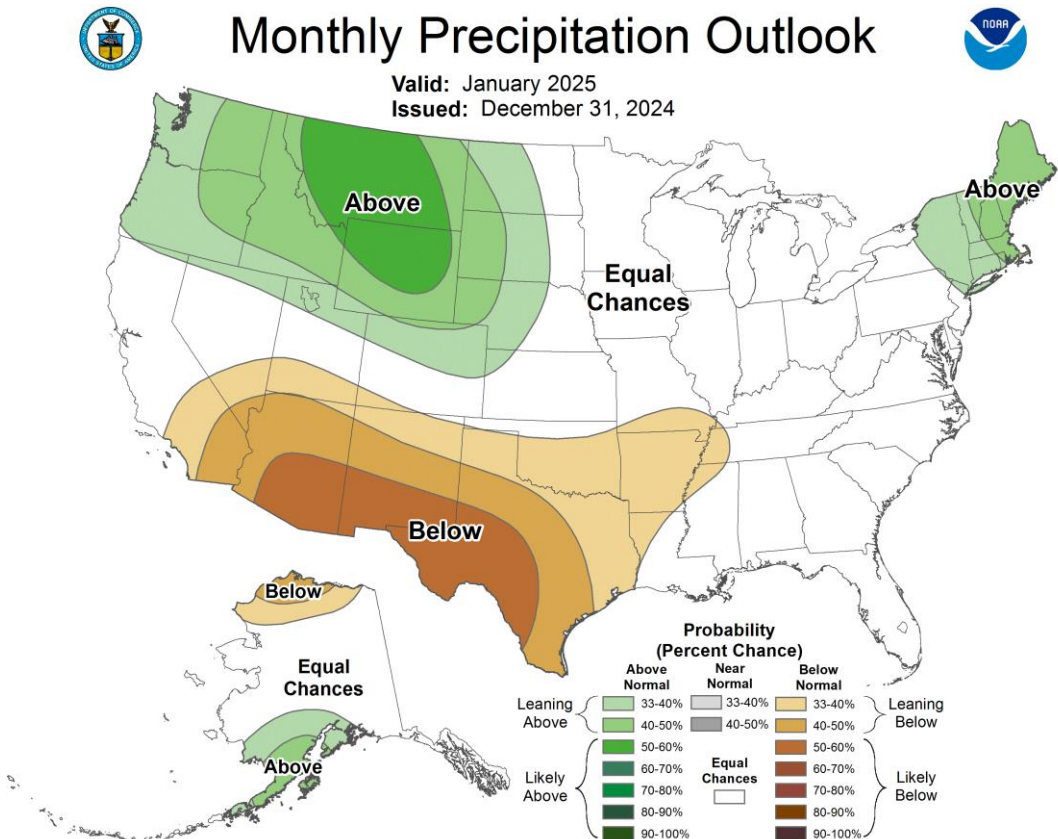 Monthly Precipitation Outlook
NOAA
Valid: January 2025
Issued: December 31, 2024
Above
Above
Equal
Chances
Below
Below
Equal
Chances
Above
Probability
(Percent Chance)
Above
Normal
Near
Normal
Below
Normal
Leaning
Above
33-40%
33-40%
33-40%
Leaning
Below
40-50%
40-50%
40-50%
Likely
Above
50-60%
50-60%
Likely
Below
60-70%
60-70%
70-80%
Equal
Chances
70-80%
80-90%
80-90%
90-100%
90-100%